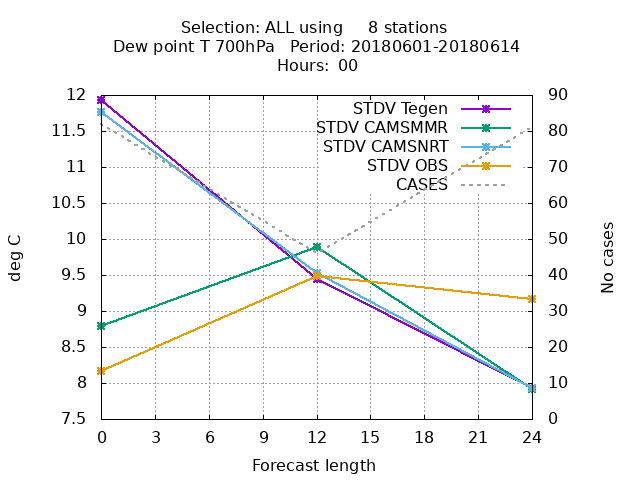 Selection: ALL using     8 stations
Dew point T 700hPa   Period: 20180601-20180614
Hours:  00
STDV Tegen
STDV CAMSMMR
STDV CAMSNRT
STDV OBS
CASES
12
11.5
11
10.5
10
9.5
9
8.5
8
7.5
deg C
90
80
70
60
50
40
30
20
10
0
No cases
0 3 6 9 12 15 18 21 24
Forecast length